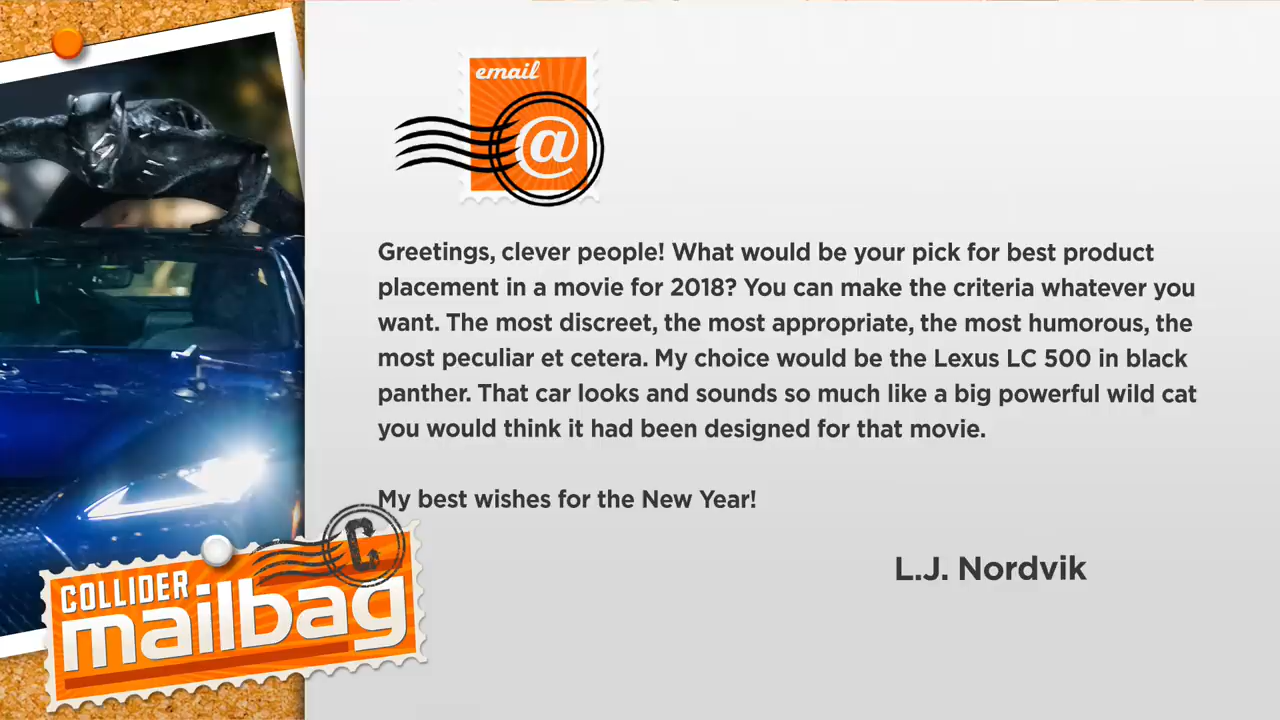 email
@
Greetings, clever people! What would be your pick for best product
placement in a movie for 2018? You can make the criteria whatever you
want. The most discreet, the most appropriate, the most humorous, the
most peculiar et cetera. My choice would be the Lexus LC 500 in black
panther. That car looks and sounds so much like a big powerful wild cat
you would think it had been designed for that movie.
My best wishes for the New Year!
L.J. Nordvik
C
COLLIDER
mailbag